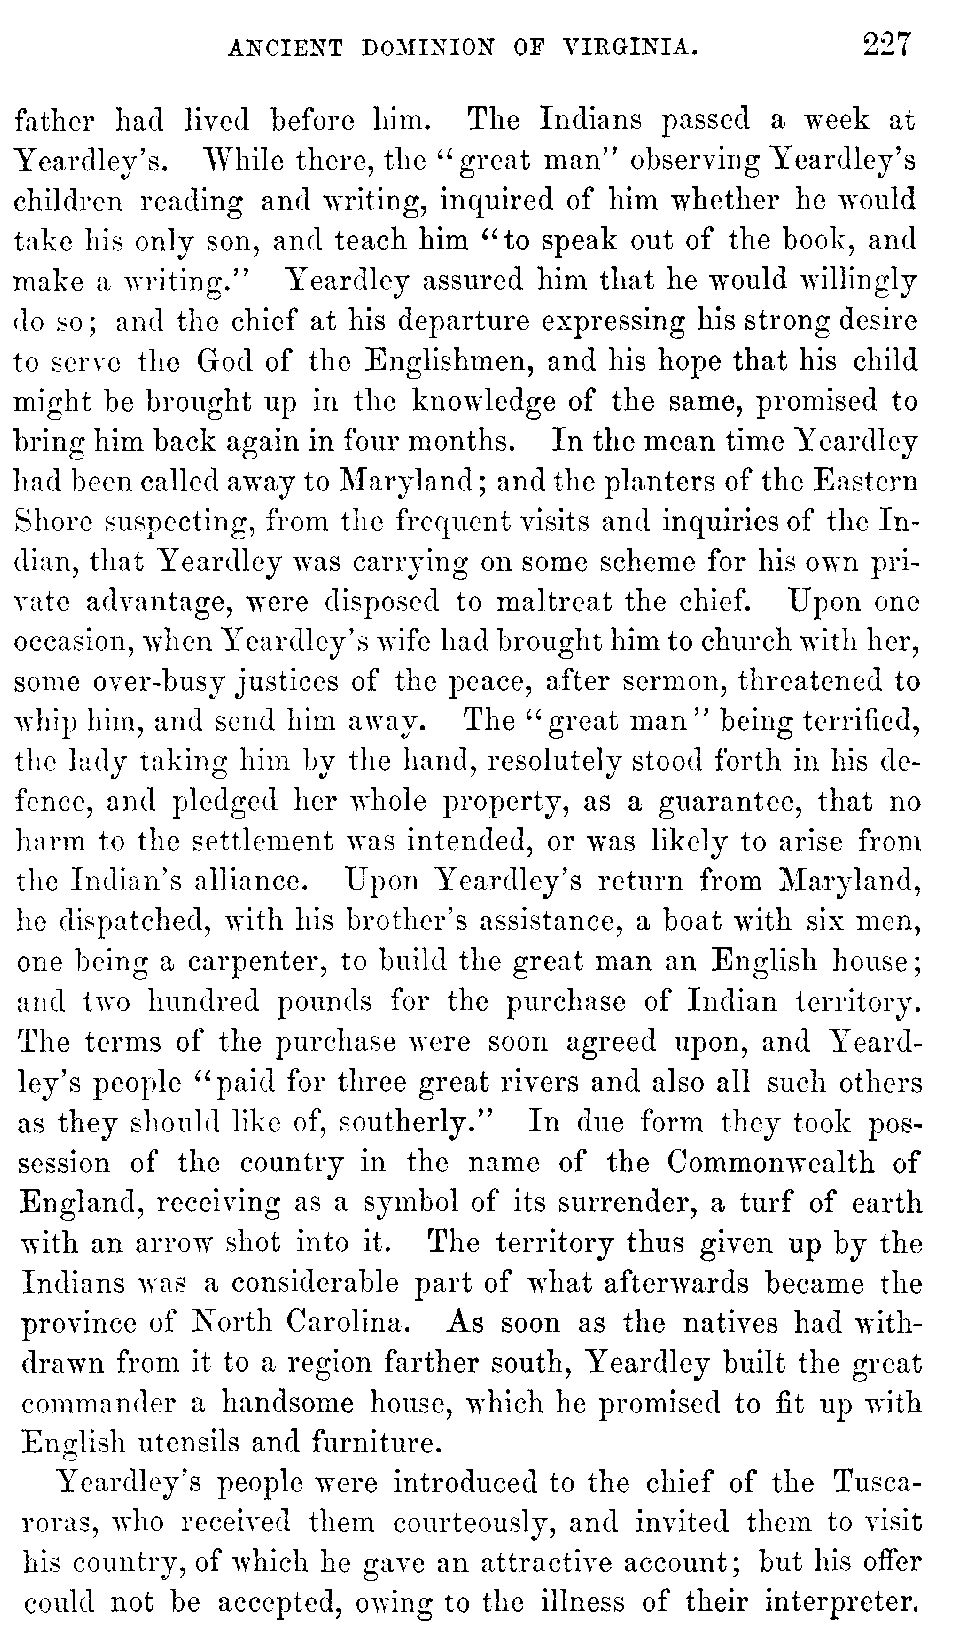 ANCIENT DOMINION OF VIRGINIA. 227
father had lived before him. The Indians passed a week at
Yeardley's. While there, the "great man" observing Yeardley's
children reading and writing, inquired of him whether he would
take his only son, and teach him "to speak out of the book, and
make a writing." Yeardley assured him that he would willingly
do so; and the chief at his departure expressing his strong desire
to serve the God of the Englishmen, and his hope that his child
might be brought up in the knowledge of the same, promised to
bring him back again in four months. In the mean time Yeardley
had been called away to Maryland; and the planters of the Eastern
Shore suspecting, from the frequent visits and inquiries of the In-
dian, that Yeardley was carrying on some scheme for his own pri-
vate advantage, were disposed to maltreat the chief. Upon one
occasion, when Yeardley's wife had brought him to church with her,
some over-busy justices of the peace, after sermon, threatened to
whip him, and send him away. The "great man" being terrified,
the lady taking him by the hand, resolutely stood forth in his de-
fence, and pledged her whole property, as a guarantee, that no
harm to the settlement was intended, or was likely to arise from
the Indian's alliance. Upon Yeardley's return from Maryland,
he dispatched, with his brother's assistance, a boat with six men,
one being a carpenter, to build the great man an English house;
and two hundred pounds for the purchase of Indian territory.
The terms of the purchase were soon agreed upon, and Yeard-
ley's people "paid for three great rivers and also all such others
as they should like of, southerly." In due form they took pos-
session of the country in the name of the Commonwealth of
England, receiving as a symbol of its surrender, a turf of earth
with an arrow shot into it. The territory thus given up by the
Indians was a considerable part of what afterwards became the
province of North Carolina. As soon as the natives had with-
drawn from it to a region farther south, Yeardley built the great
commander a handsome house, which he promised to fit up with
English utensils and furniture.
Yeardley's people were introduced to the chief of the Tusca-
roras, who received them courteously, and invited them to visit
his country, of which he gave an attractive account; but his offer
could not be accepted, owing to the illness of their interpreter.